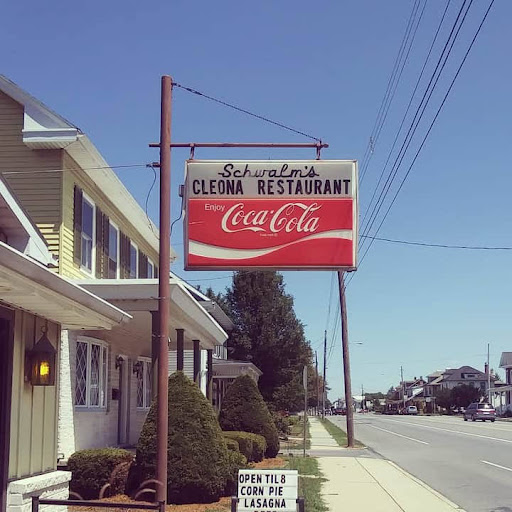 Schwalm's
CLEONA RESTAURANT
Enjoy
Coca-Cola
OPEN TIL 8
CORN PIE
LASAGNA